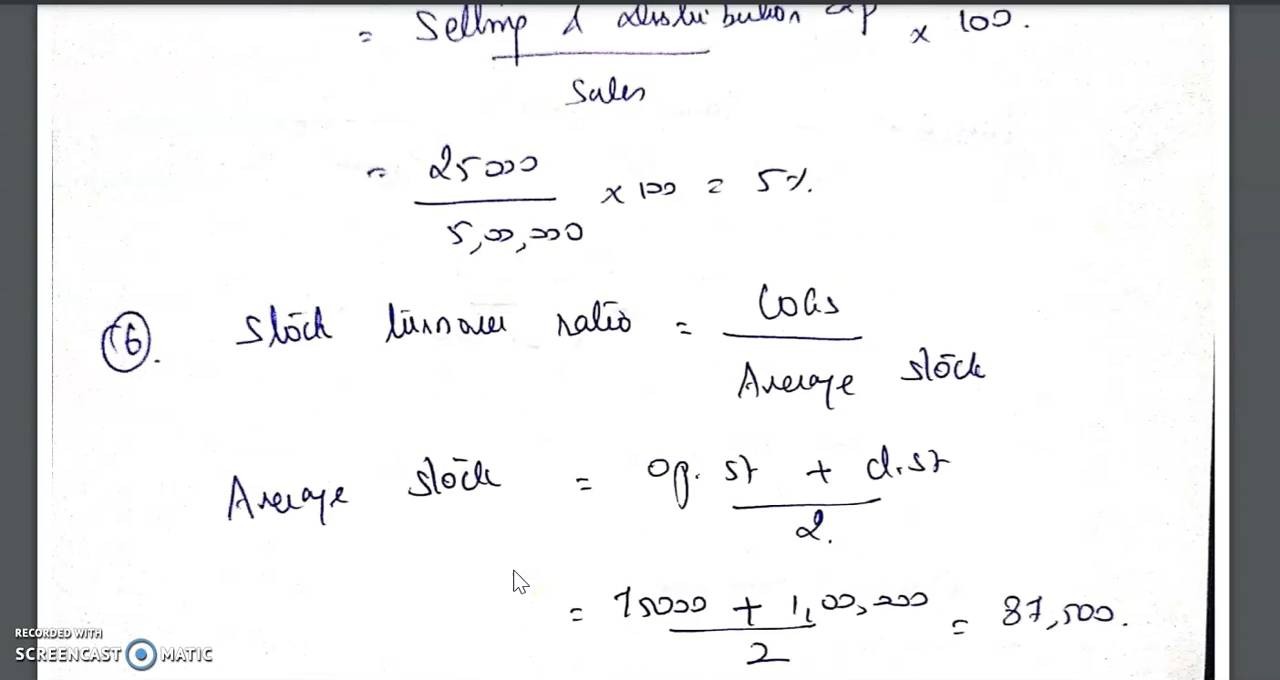 = Selling & distribution exp × 100.
Sales
= 25000 × 100 = 5%.
5,00,000
(6). Stock turnover ratio = COGS
Average stock
Average stock = op. st + cl. st
2.
= 75000 + 1,00,000 = 87,500.
2
RECORDED WITH
SCREENCAST MATIC